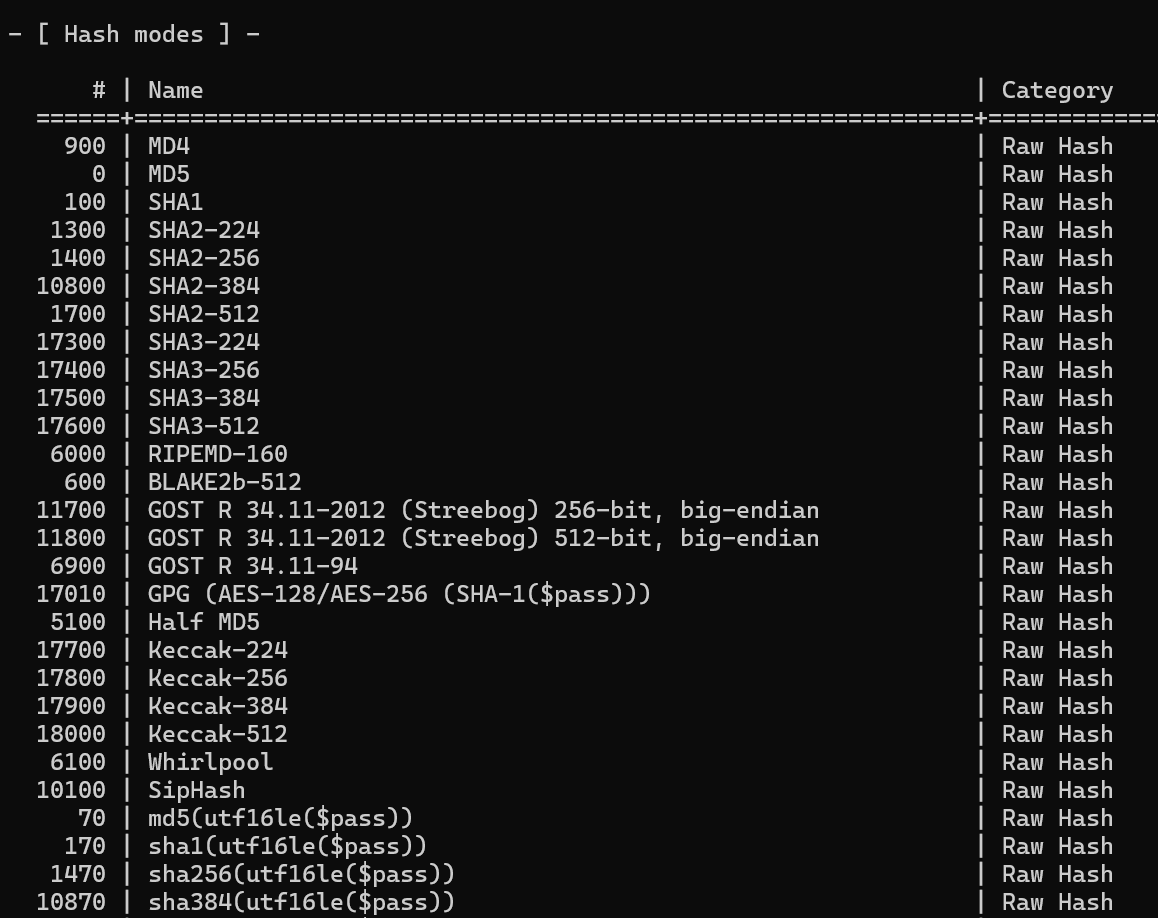 - [ Hash modes ] -
# | Name | Category
======+============================================================+============
900 | MD4 | Raw Hash
0 | MD5 | Raw Hash
100 | SHA1 | Raw Hash
1300 | SHA2-224 | Raw Hash
1400 | SHA2-256 | Raw Hash
10800 | SHA2-384 | Raw Hash
1700 | SHA2-512 | Raw Hash
17300 | SHA3-224 | Raw Hash
17400 | SHA3-256 | Raw Hash
17500 | SHA3-384 | Raw Hash
17600 | SHA3-512 | Raw Hash
6000 | RIPEMD-160 | Raw Hash
600 | BLAKE2b-512 | Raw Hash
11700 | GOST R 34.11-2012 (Streebog) 256-bit, big-endian | Raw Hash
11800 | GOST R 34.11-2012 (Streebog) 512-bit, big-endian | Raw Hash
6900 | GOST R 34.11-94 | Raw Hash
17010 | GPG (AES-128/AES-256 (SHA-1($pass))) | Raw Hash
5100 | Half MD5 | Raw Hash
17700 | Keccak-224 | Raw Hash
17800 | Keccak-256 | Raw Hash
17900 | Keccak-384 | Raw Hash
18000 | Keccak-512 | Raw Hash
6100 | Whirlpool | Raw Hash
10100 | SipHash | Raw Hash
70 | md5(utf16le($pass)) | Raw Hash
170 | sha1(utf16le($pass)) | Raw Hash
1470 | sha256(utf16le($pass)) | Raw Hash
10870 | sha384(utf16le($pass)) | Raw Hash